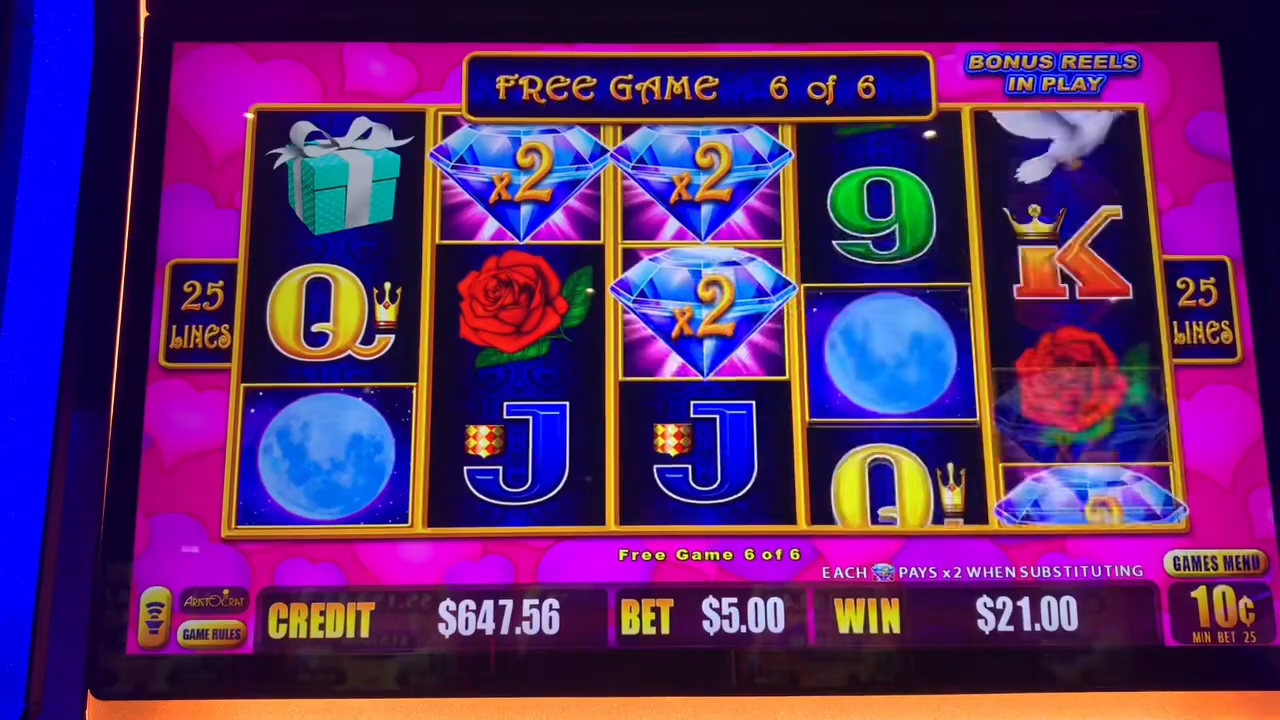 BONUS REELS
IN PLAY
FREE GAME 6 of 6
x2
x2
9
K
25
LINES
Q
x2
25
LINES
J
J
Q
2
Free Game 6 of 6
EACH PAYS x2 WHEN SUBSTITUTING
GAMES MENU
ARISTOCRAT
GAME RULES
CREDIT $647.56
BET $5.00
WIN $21.00
10¢
MIN BET 25